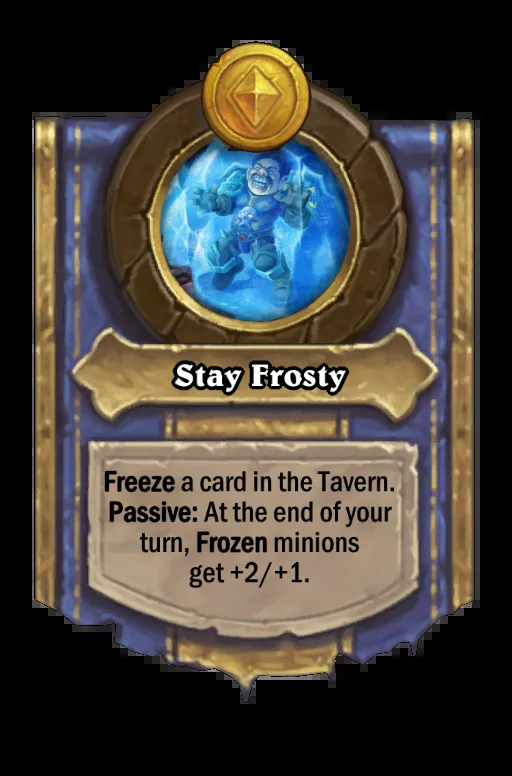 Stay Frosty
Freeze a card in the Tavern.
Passive: At the end of your
turn, Frozen minions
get +2/+1.